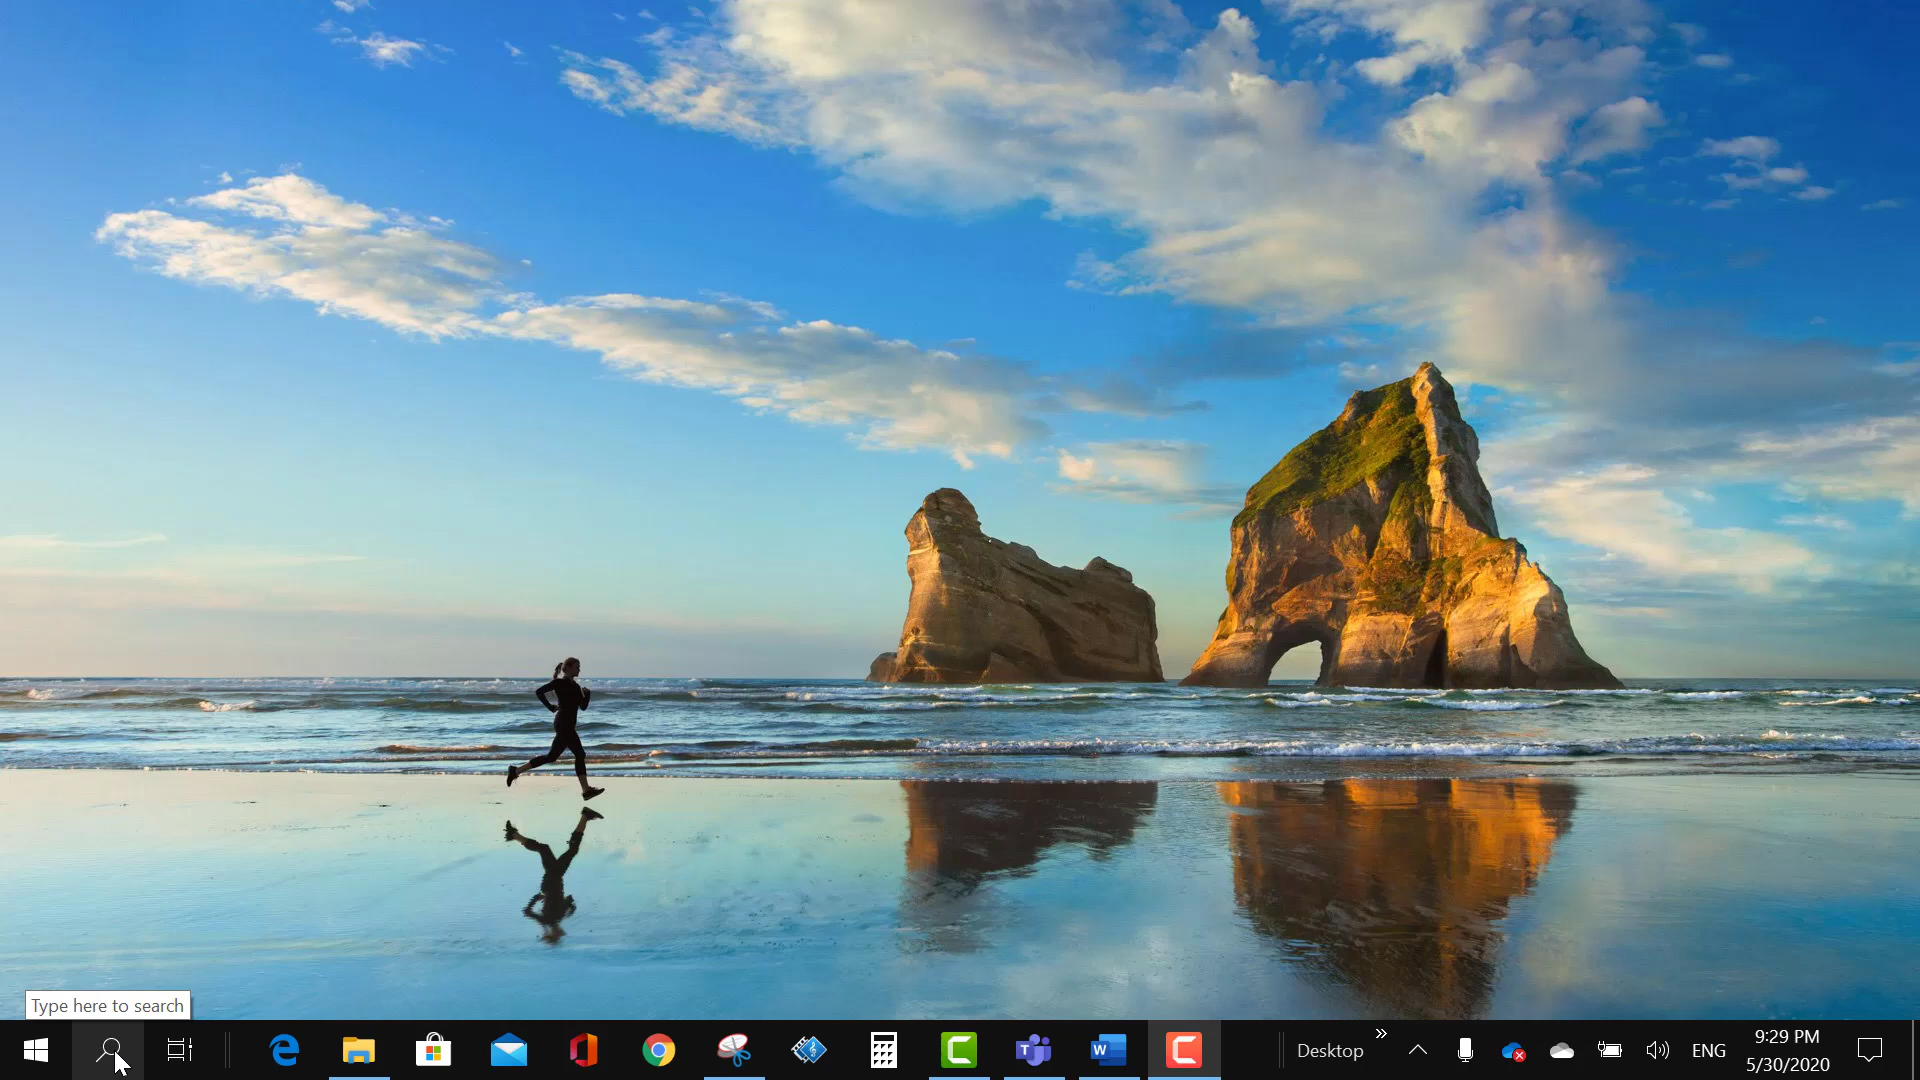 Type here to search
Desktop
ENG
9:29 PM
5/30/2020
T
W